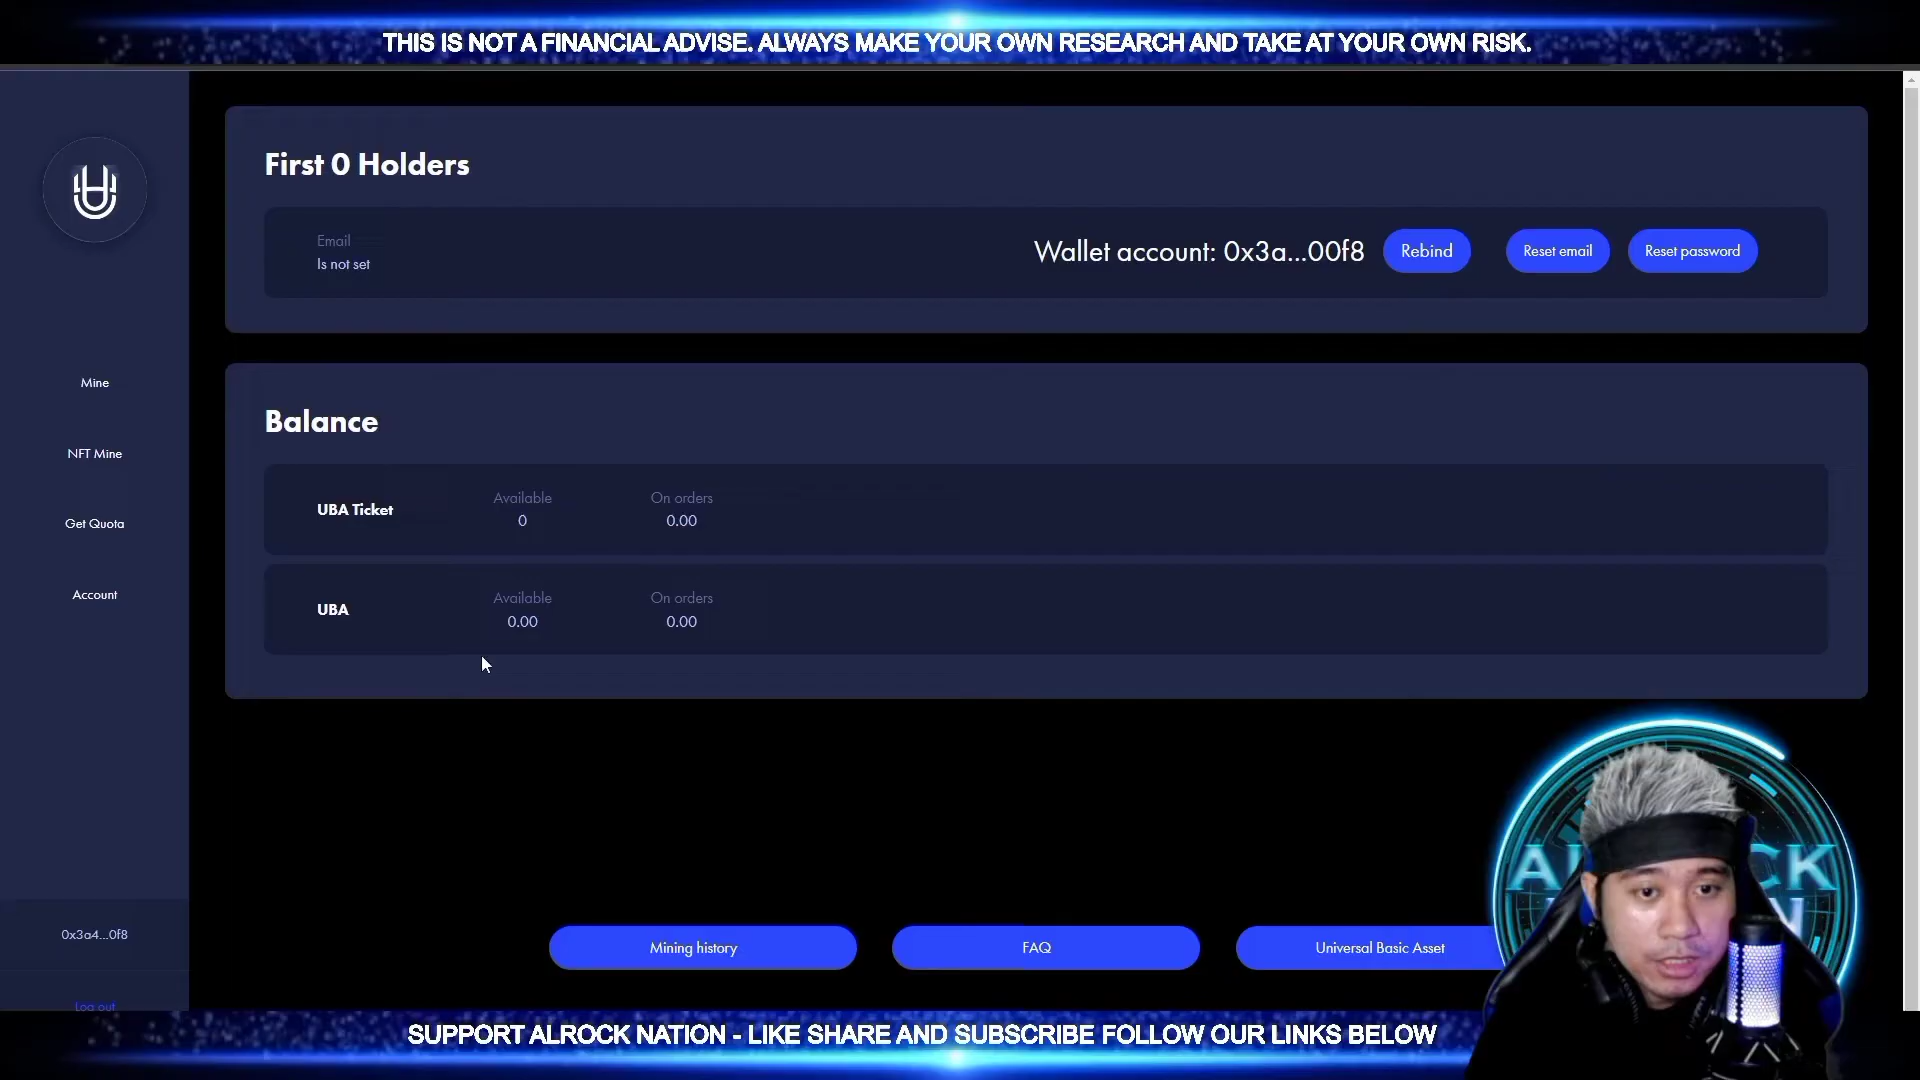 THIS IS NOT A FINANCIAL ADVISE. ALWAYS MAKE YOUR OWN RESEARCH AND TAKE AT YOUR OWN RISK.
First 0 Holders
Email
Is not set
Wallet account: 0x3a...00f8
Rebind
Reset email
Reset password
Mine
NFT Mine
Get Quota
Account
Balance
UBA Ticket
Available
0
On orders
0.00
UBA
Available
0.00
On orders
0.00
0x3a4...0f8
Log out
Mining history
FAQ
Universal Basic Asset
SUPPORT ALROCK NATION - LIKE SHARE AND SUBSCRIBE FOLLOW OUR LINKS BELOW